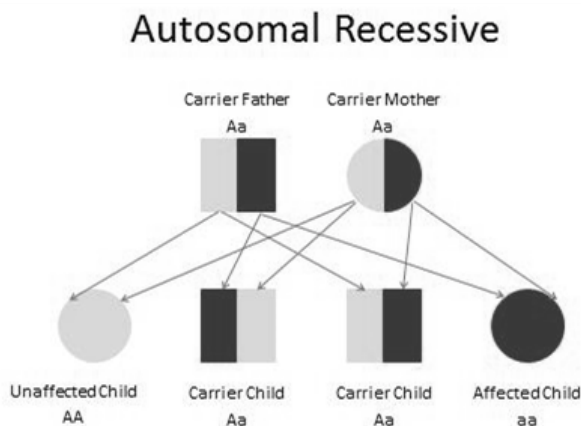 Autosomal Recessive
Carrier Father
Aa
Carrier Mother
Aa
Unaffected Child
AA
Carrier Child
Aa
Carrier Child
Aa
Affected Child
aa